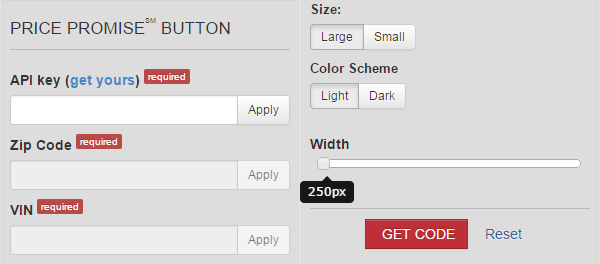 PRICE PROMISE℠ BUTTON
API key (get yours) required
Apply
Zip Code required
Apply
VIN required
Apply
Size:
Large Small
Color Scheme
Light Dark
Width
250px
GET CODE Reset